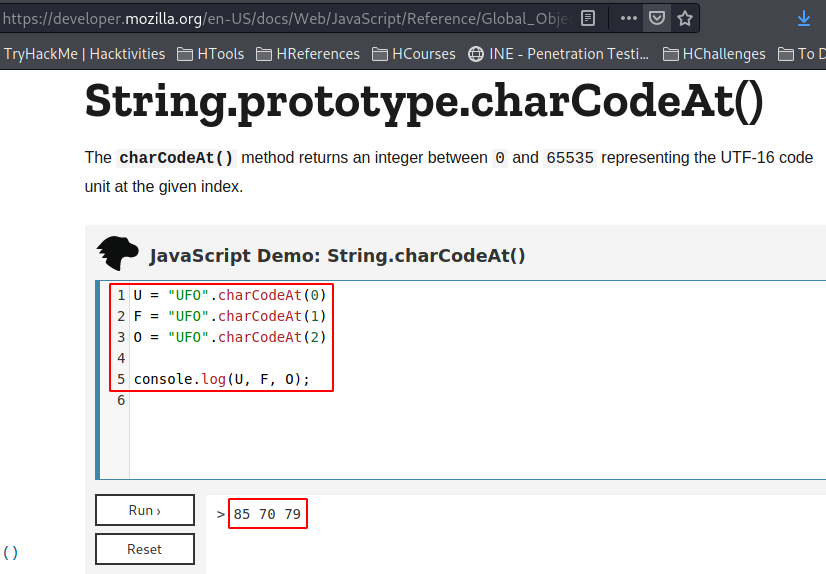 https://developer.mozilla.org/en-US/docs/Web/JavaScript/Reference/Global_Obje
TryHackMe | Hacktivities HTools HReferences HCourses INE - Penetration Testi... HChallenges To D
String.prototype.charCodeAt()
The charCodeAt() method returns an integer between 0 and 65535 representing the UTF-16 code
unit at the given index.
JavaScript Demo: String.charCodeAt()
1 U = "UFO".charCodeAt(0)
2 F = "UFO".charCodeAt(1)
3 O = "UFO".charCodeAt(2)
4
5 console.log(U, F, O);
6
Run ›
> 85 70 79
Reset
()